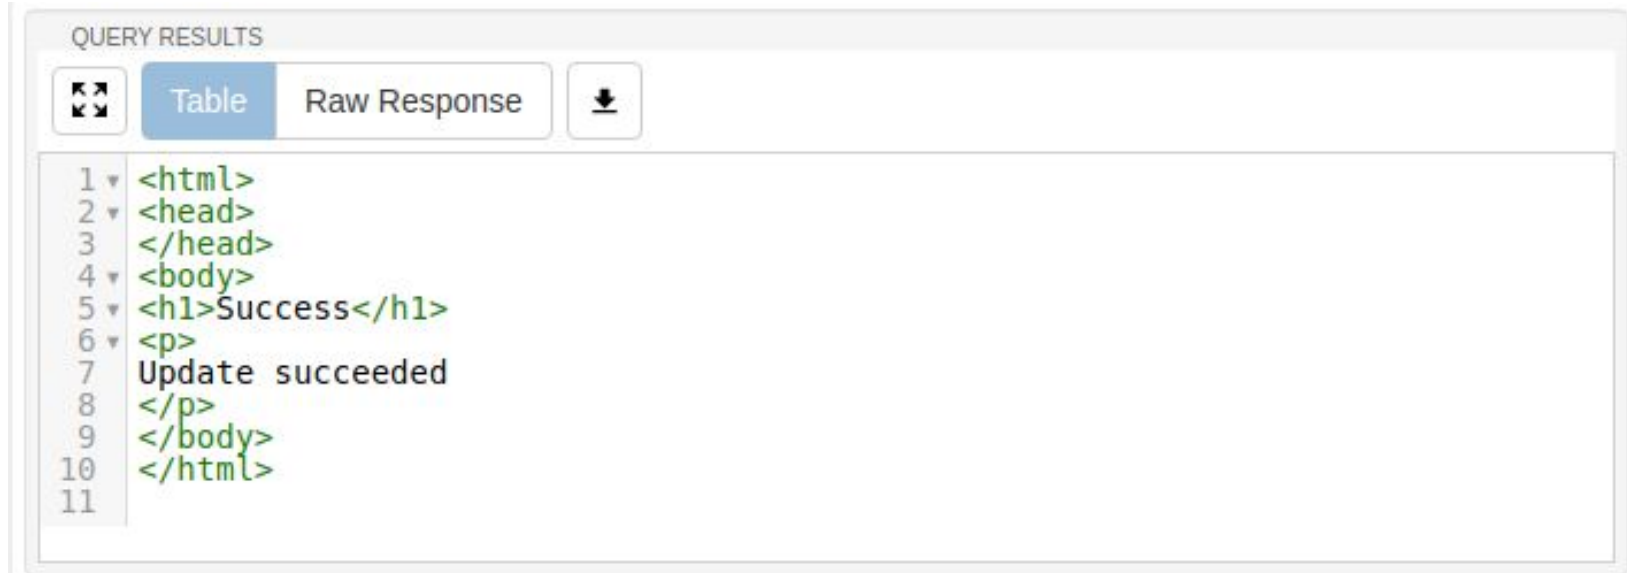 QUERY RESULTS
Table Raw Response
1 <html>
2 <head>
3 </head>
4 <body>
5 <h1>Success</h1>
6 <p>
7 Update succeeded
8 </p>
9 </body>
10 </html>
11